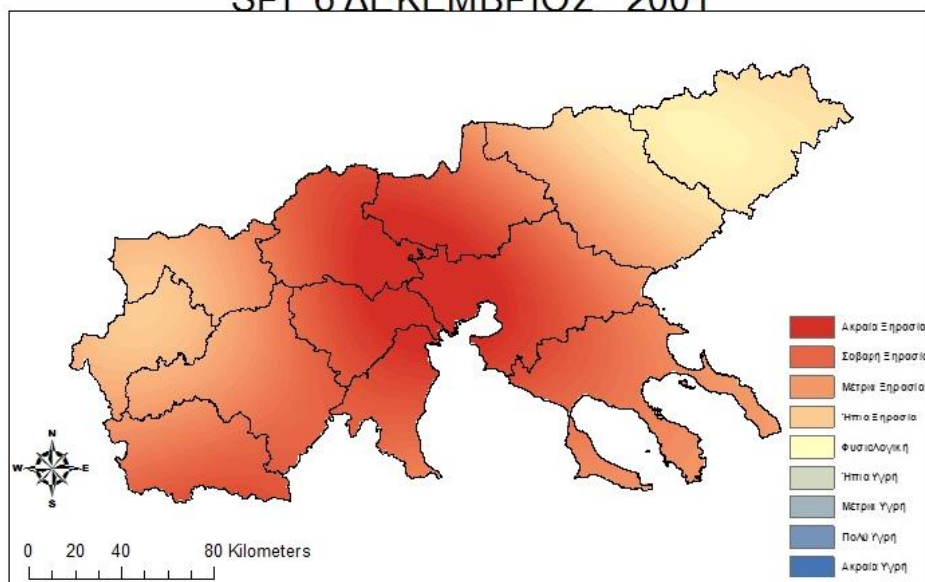 SPI 6 ΔΕΚΕΜΒΡΙΟΣ 2001
Ακραία Ξηρασία
Σοβαρή Ξηρασία
Μέτρια Ξηρασία
Ήπια Ξηρασία
Φυσιολογική
Ήπια Υγρή
Μέτρια Υγρή
Πολύ Υγρή
Ακραία Υγρή
N
W E
S
0 20 40 80 Kilometers